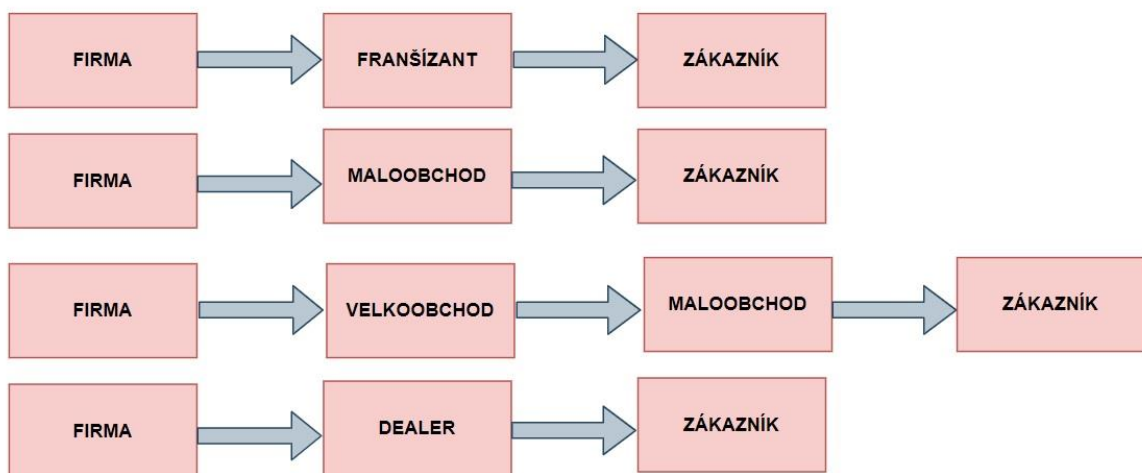 FIRMA
FRANŠÍZANT
ZÁKAZNÍK
FIRMA
MALOOBCHOD
ZÁKAZNÍK
FIRMA
VELKOOBCHOD
MALOOBCHOD
ZÁKAZNÍK
FIRMA
DEALER
ZÁKAZNÍK